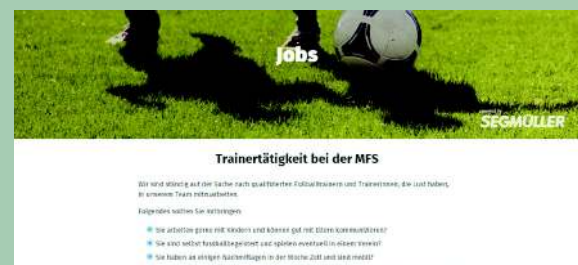 Jobs
SEGMÜLLER
Trainertätigkeit bei der MFS
Wir sind ständig auf der Suche nach qualifizierten Fußballtrainern und Trainerinnen, die Lust haben,
in unserem Team mitzuarbeiten.
Folgendes sollten Sie mitbringen:
Sie arbeiten gerne mit Kindern und können gut mit Eltern kommunizieren?
Sie sind selbst fussballbegeistert und spielen eventuell in einem Verein?
Sie haben an einigen Nachmittagen in der Woche Zeit und sind mobil?